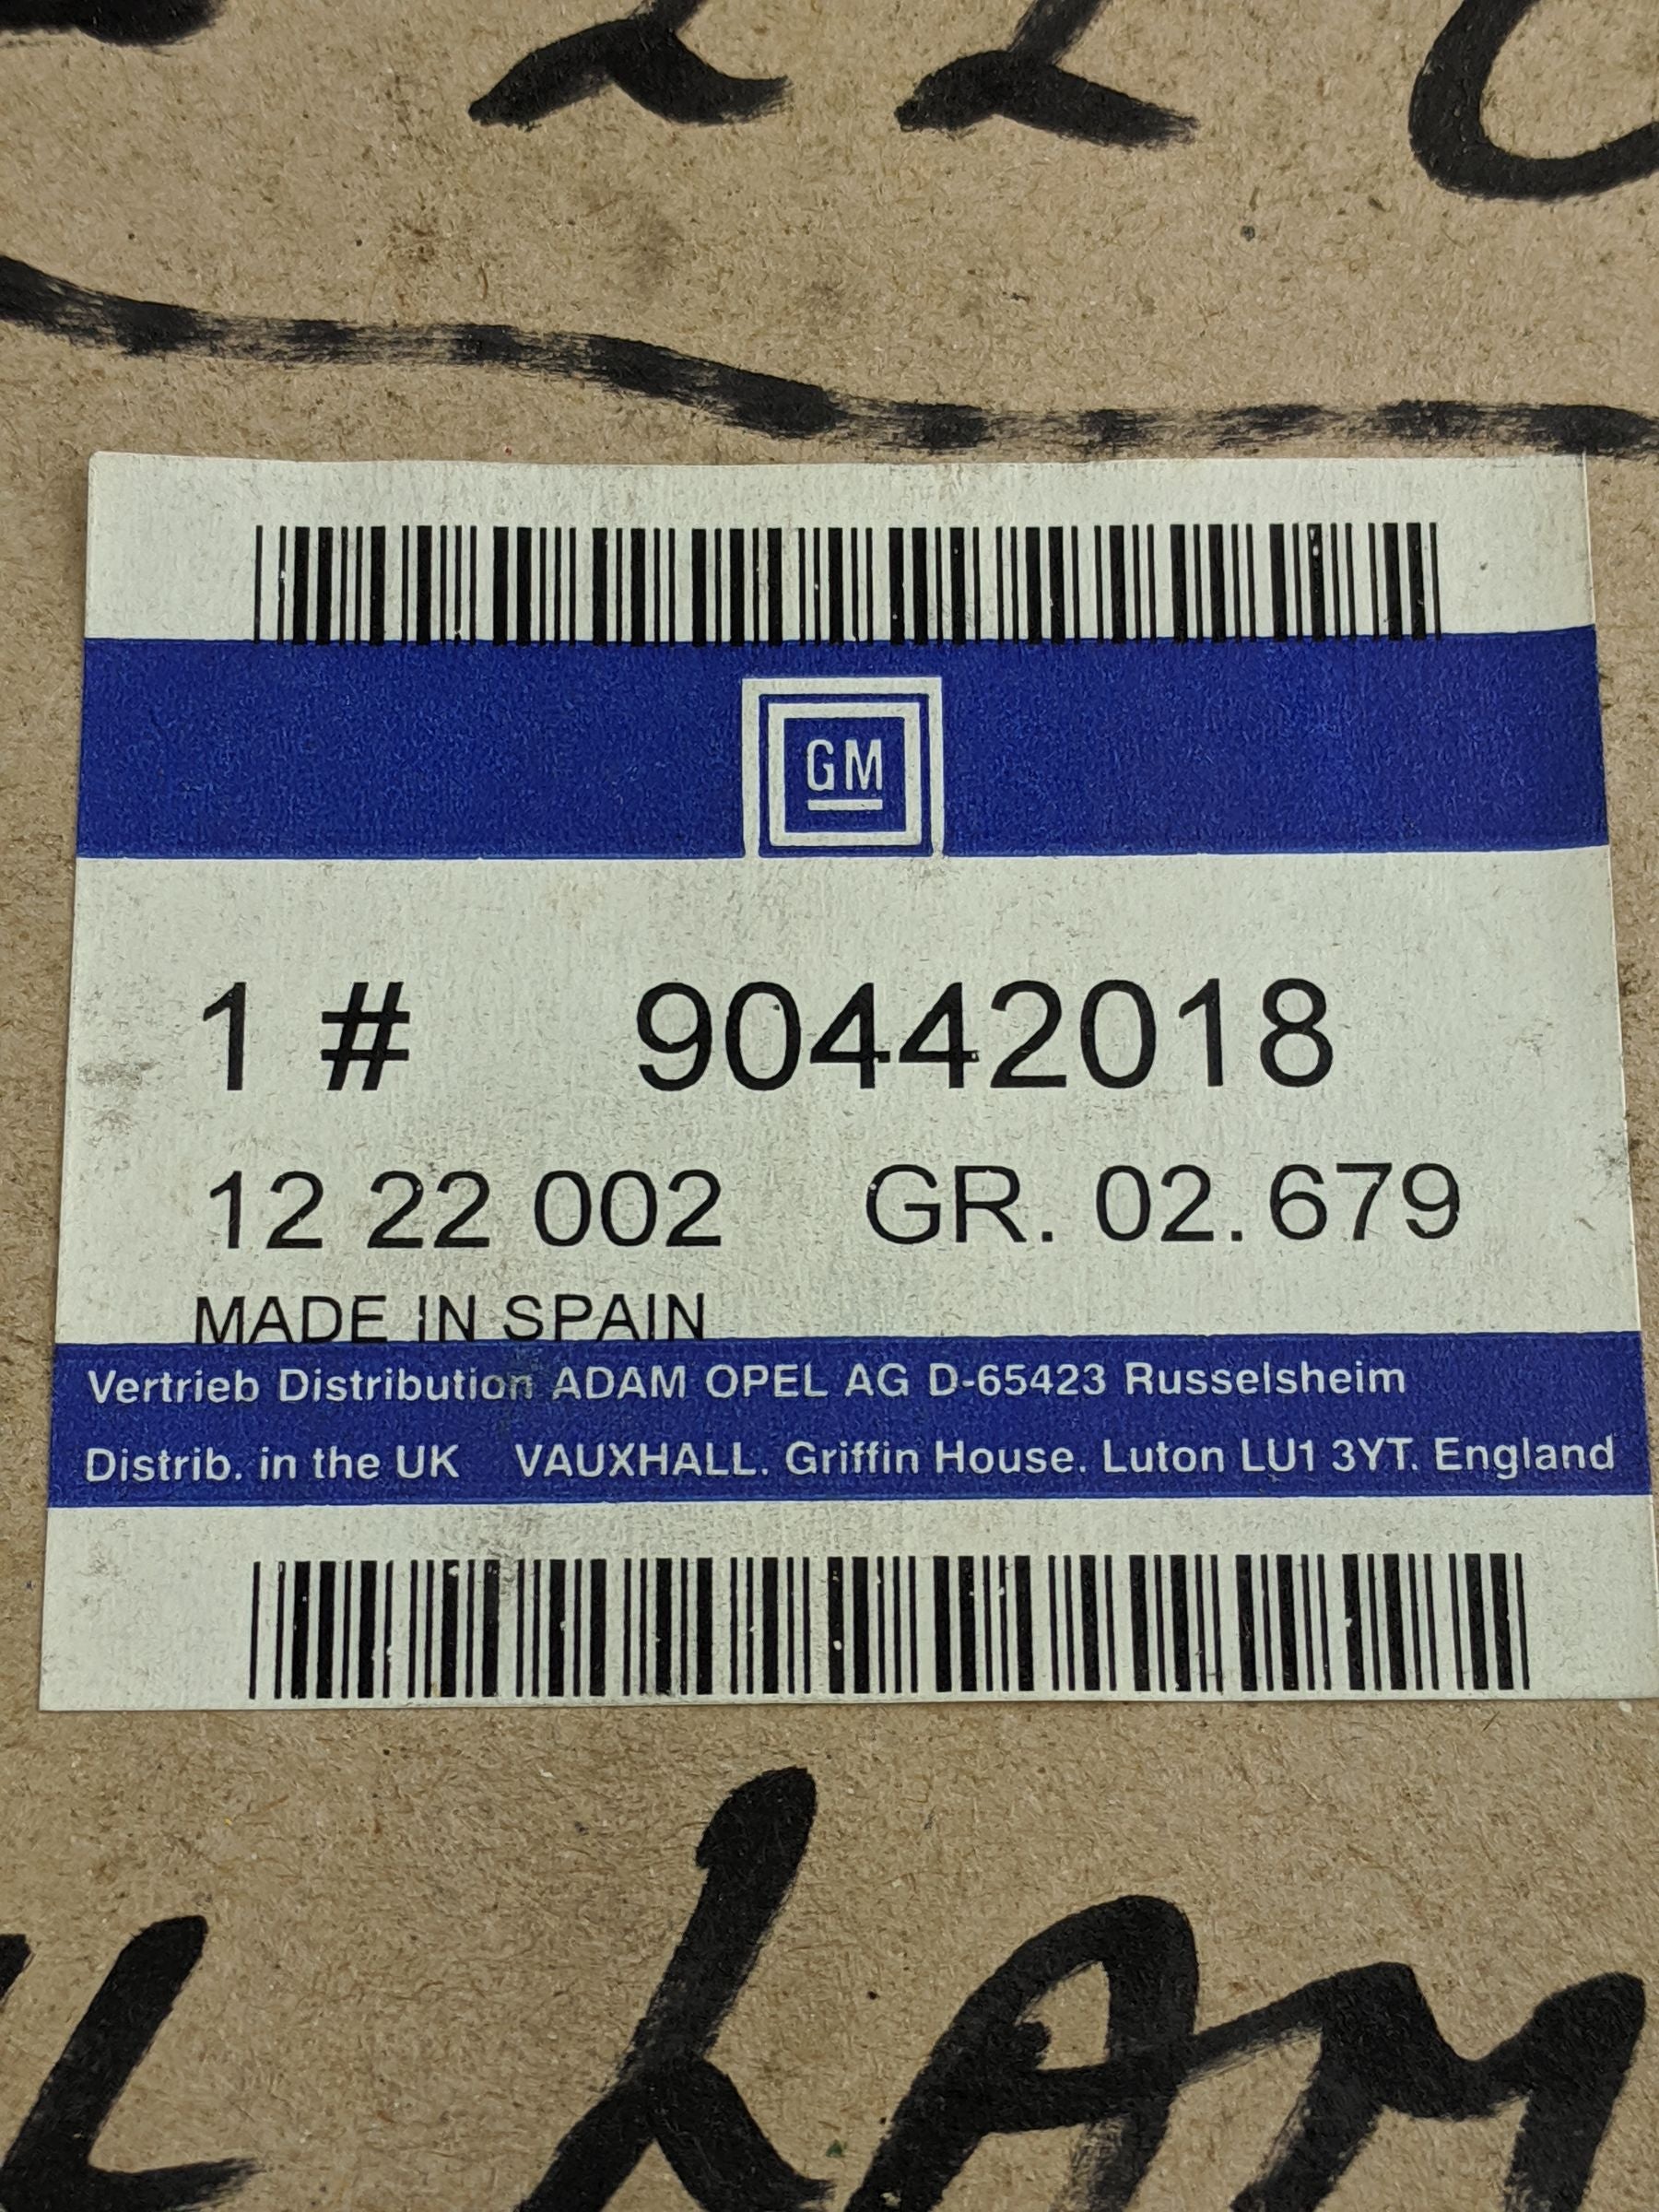 GM
1 # 90442018
12 22 002 GR. 02.679
MADE IN SPAIN
Vertrieb Distribution ADAM OPEL AG D-65423 Russelsheim
Distrib. in the UK VAUXHALL. Griffin House. Luton LU1 3YT. England
LAM